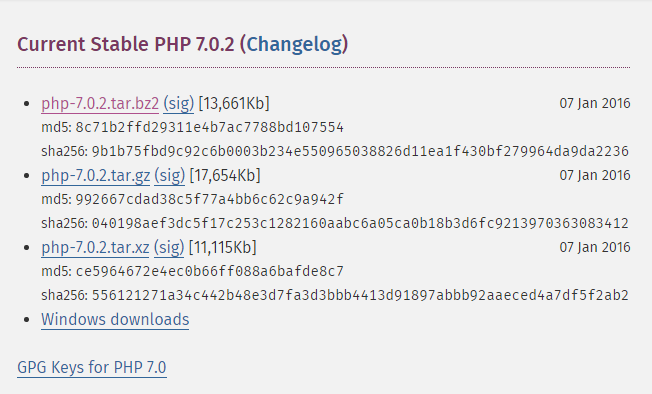 Current Stable PHP 7.0.2 (Changelog)
php-7.0.2.tar.bz2 (sig) [13,661Kb] 07 Jan 2016
md5: 8c71b2ffd29311e4b7ac7788bd107554
sha256: 9b1b75fbd9c92c6b0003b234e550965038826d11ea1f430bf279964da9da2236
php-7.0.2.tar.gz (sig) [17,654Kb] 07 Jan 2016
md5: 992667cdad38c5f77a4bb6c62c9a942f
sha256: 040198aef3dc5f17c253c1282160aabc6a05ca0b18b3d6fc9213970363083412
php-7.0.2.tar.xz (sig) [11,115Kb] 07 Jan 2016
md5: ce5964672e4ec0b66ff088a6bafde8c7
sha256: 556121271a34c442b48e3d7fa3d3bbb4413d91897abbb92aaeced4a7df5f2ab2
Windows downloads
GPG Keys for PHP 7.0